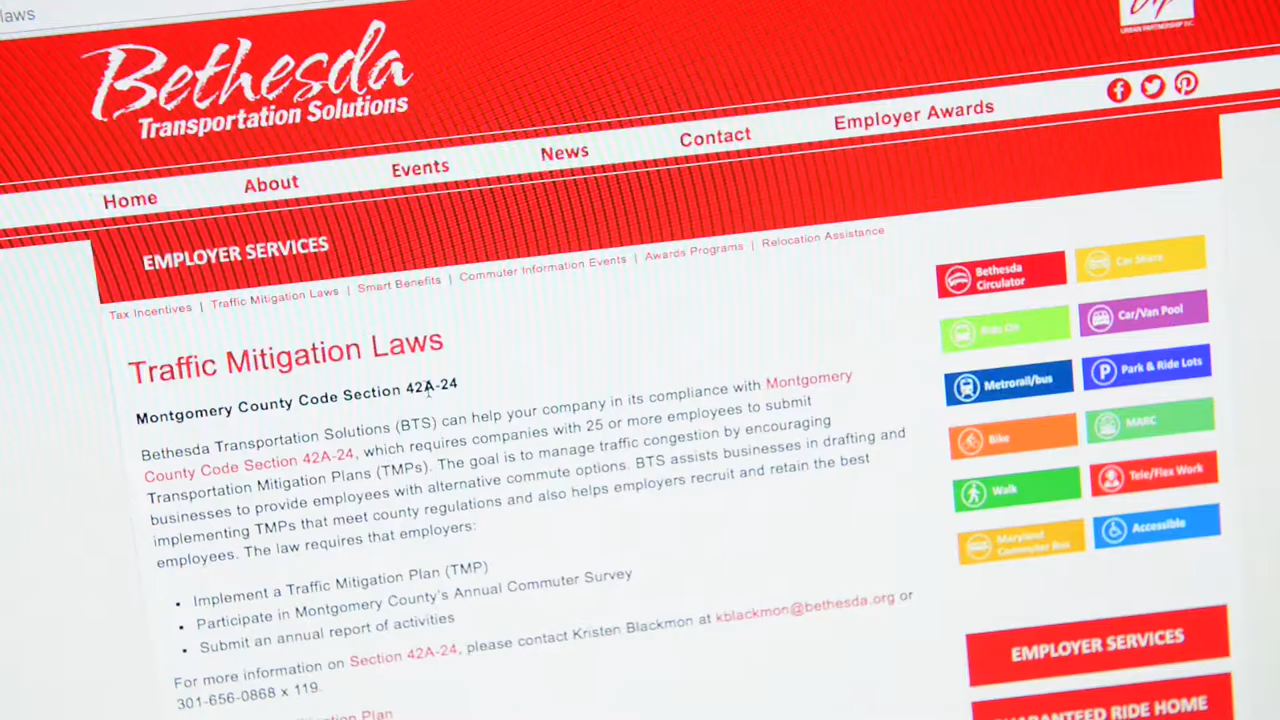 laws
Bethesda
Transportation Solutions
URBAN PARTNERSHIP INC
Home About Events News Contact Employer Awards
EMPLOYER SERVICES
Tax Incentives | Traffic Mitigation Laws | Smart Benefits | Commuter Information Events | Awards Programs | Relocation Assistance
Traffic Mitigation Laws
Montgomery County Code Section 42A-24
Bethesda Transportation Solutions (BTS) can help your company in its compliance with Montgomery
County Code Section 42A-24, which requires companies with 25 or more employees to submit
Transportation Mitigation Plans (TMPs). The goal is to manage traffic congestion by encouraging
businesses to provide employees with alternative commute options. BTS assists businesses in drafting and
implementing TMPs that meet county regulations and also helps employers recruit and retain the best
employees. The law requires that employers:
• Implement a Traffic Mitigation Plan (TMP)
• Participate in Montgomery County's Annual Commuter Survey
• Submit an annual report of activities
For more information on Section 42A-24, please contact Kristen Blackmon at kblackmon@bethesda.org or
301-656-0868 x 119.
Plan
Bethesda
Circulator
Car Share
Ride On
Car/Van Pool
Metrorail/bus
Park & Ride Lots
Bike
MARC
Walk
Tele/Flex Work
Maryland
Commuter Bus
Accessible
EMPLOYER SERVICES
GUARANTEED RIDE HOME